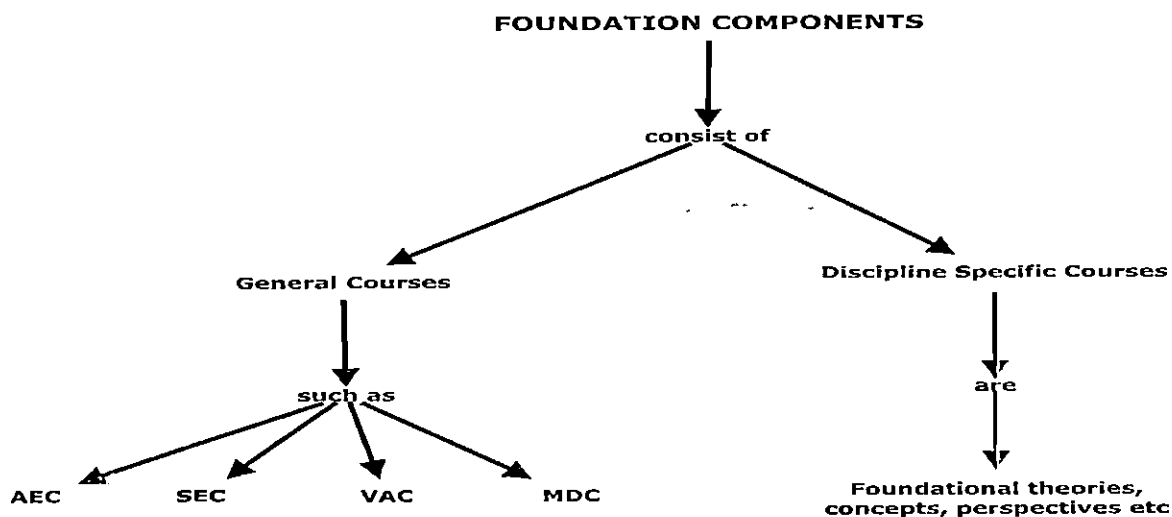 FOUNDATION COMPONENTS
consist of
General Courses
Discipline Specific Courses
such as
are
AEC
SEC
VAC
MDC
Foundational theories,
concepts, perspectives etc